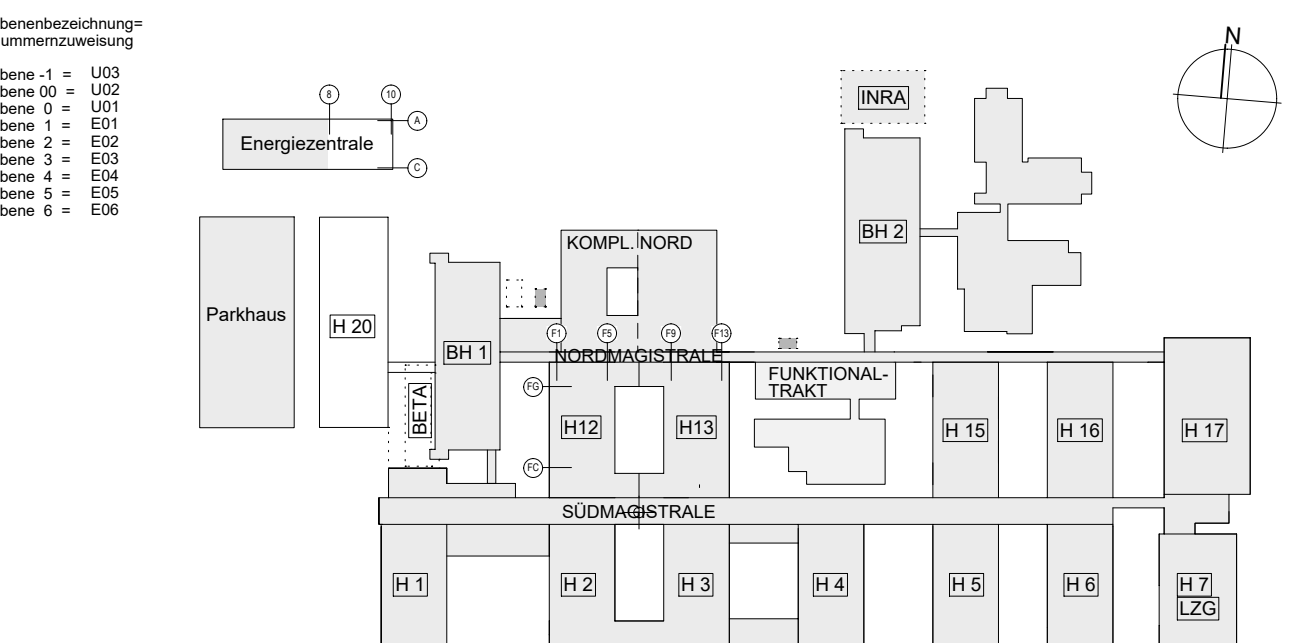 benenbezeichnung=
ummernzuweisung
bene -1 = U03
bene 00 = U02
bene 0 = U01
bene 1 = E01
bene 2 = E02
bene 3 = E03
bene 4 = E04
bene 5 = E05
bene 6 = E06
N
8
10
A
C
Energiezentrale
INRA
Parkhaus
H 20
BH 1
BH 2
KOMPL. NORD
F1
F5
F9
F13
NORDMAGISTRALE
FG
FC
BETA
H12
H13
FUNKTIONAL-
TRAKT
H 15
H 16
H 17
SÜDMAGISTRALE
H 1
H 2
H 3
H 4
H 5
H 6
H 7
LZG